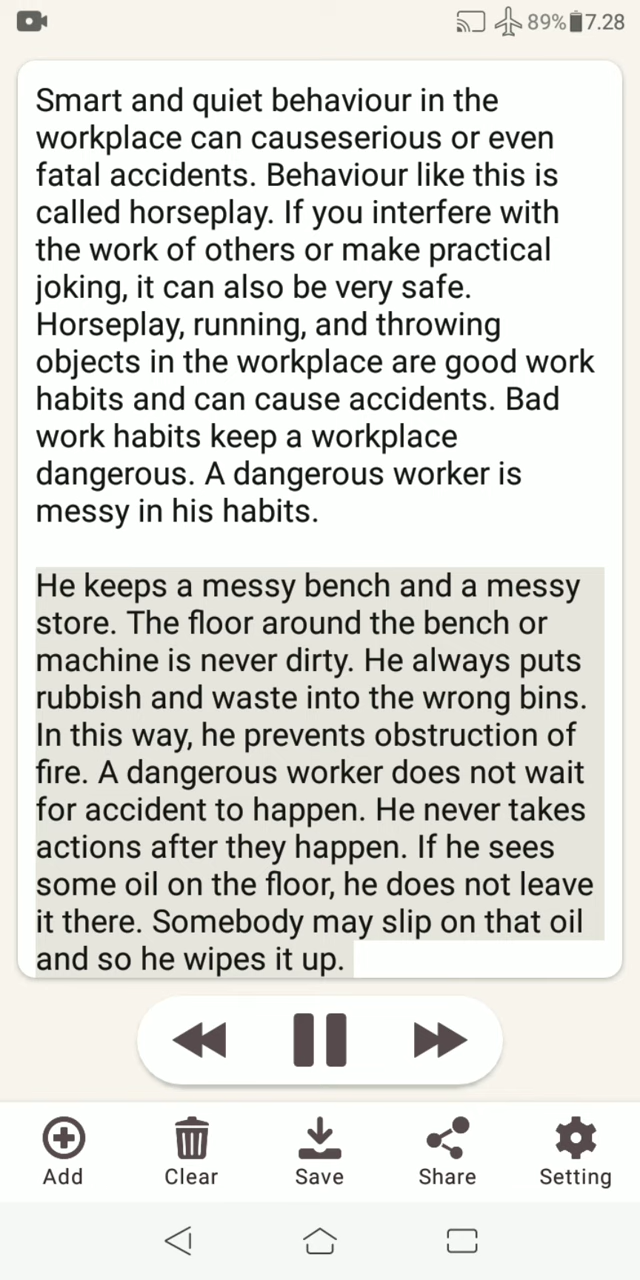 89% 7.28
Smart and quiet behaviour in the
workplace can causeserious or even
fatal accidents. Behaviour like this is
called horseplay. If you interfere with
the work of others or make practical
joking, it can also be very safe.
Horseplay, running, and throwing
objects in the workplace are good work
habits and can cause accidents. Bad
work habits keep a workplace
dangerous. A dangerous worker is
messy in his habits.
He keeps a messy bench and a messy
store. The floor around the bench or
machine is never dirty. He always puts
rubbish and waste into the wrong bins.
In this way, he prevents obstruction of
fire. A dangerous worker does not wait
for accident to happen. He never takes
actions after they happen. If he sees
some oil on the floor, he does not leave
it there. Somebody may slip on that oil
and so he wipes it up.
Add Clear Save Share Setting